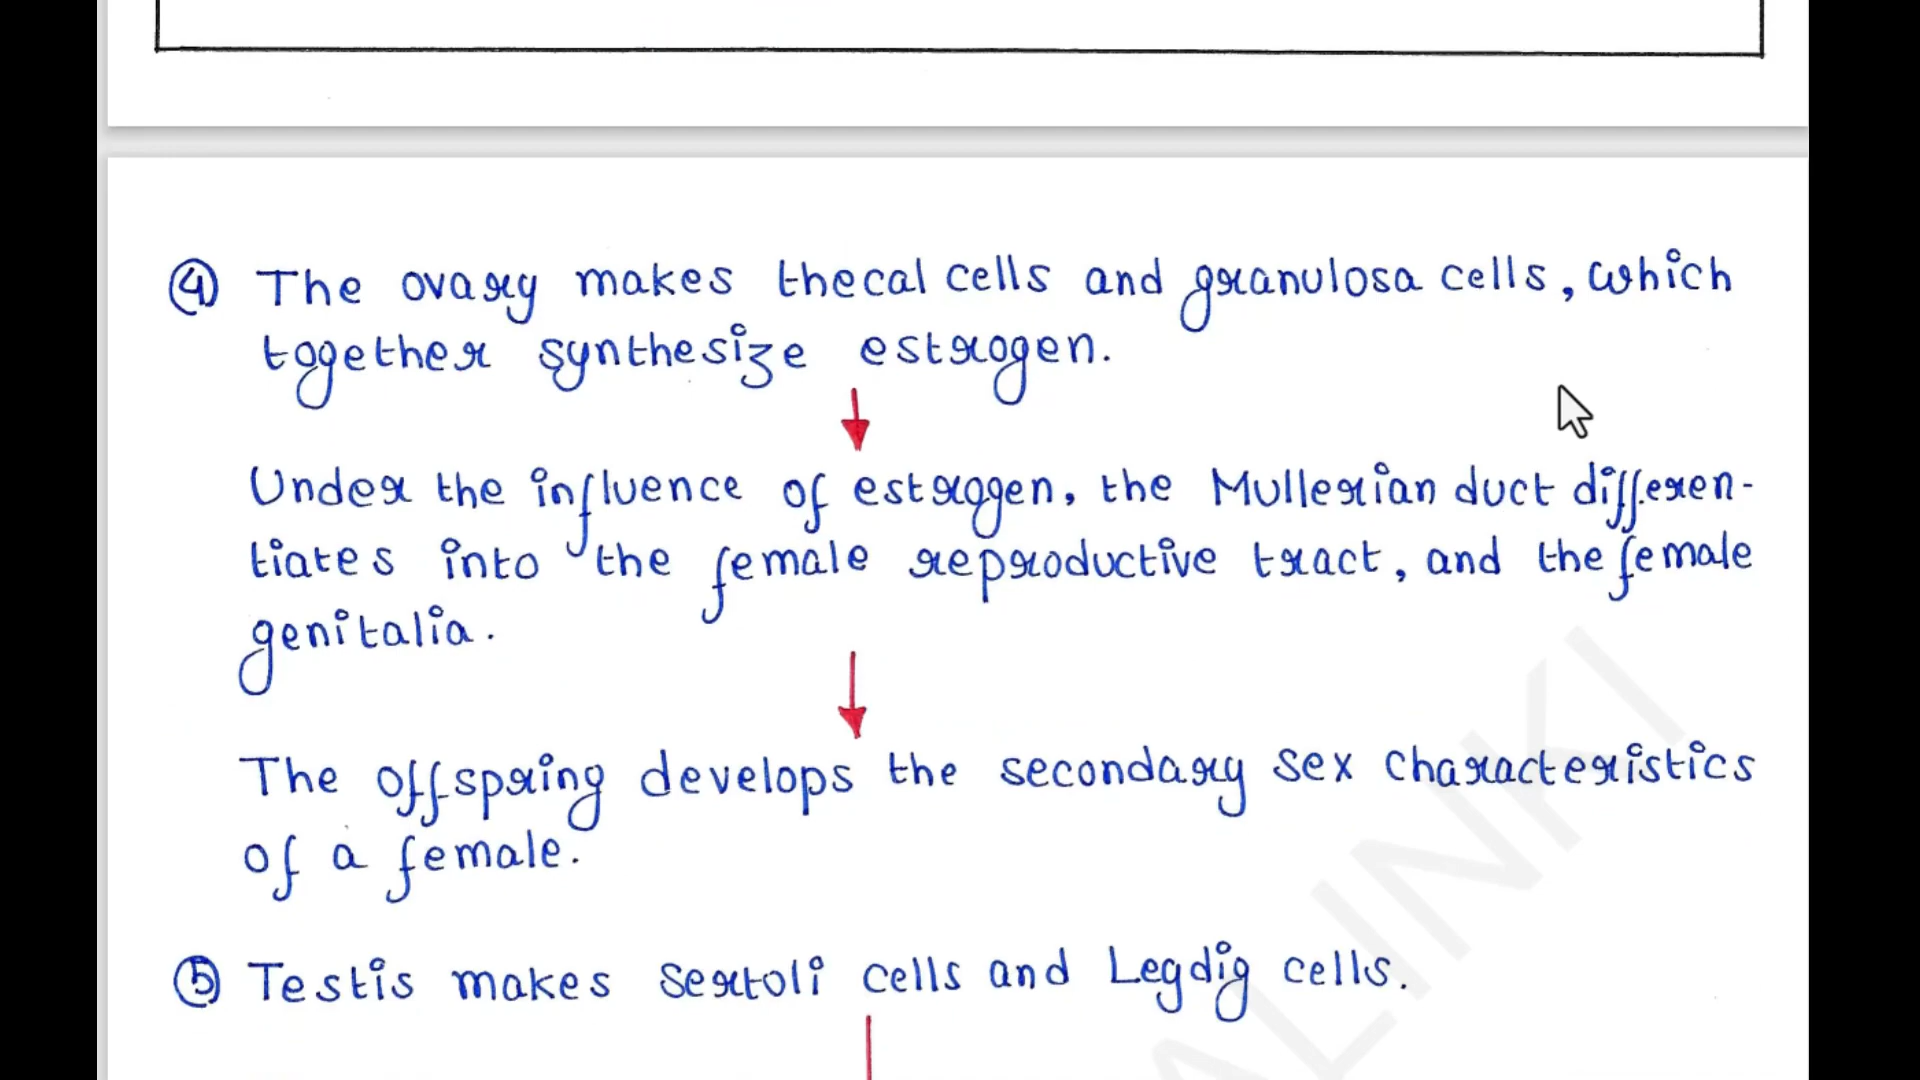 ④ The ovary makes thecal cells and granulosa cells, which
together synthesize estrogen.
Under the influence of estrogen, the Mullerian duct differen-
tiates into the female reproductive tract, and the female
genitalia.
The offspring develops the secondary sex characteristics
of a female.
⑤ Testis makes Sertoli cells and Legdig cells.
ALINKI